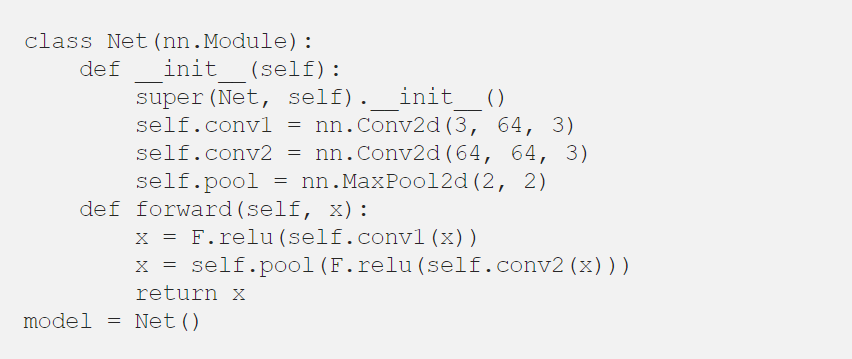 class Net(nn.Module):
    def __init__(self):
        super(Net, self).__init__()
        self.conv1 = nn.Conv2d(3, 64, 3)
        self.conv2 = nn.Conv2d(64, 64, 3)
        self.pool = nn.MaxPool2d(2, 2)
    def forward(self, x):
        x = F.relu(self.conv1(x))
        x = self.pool(F.relu(self.conv2(x)))
        return x
model = Net()